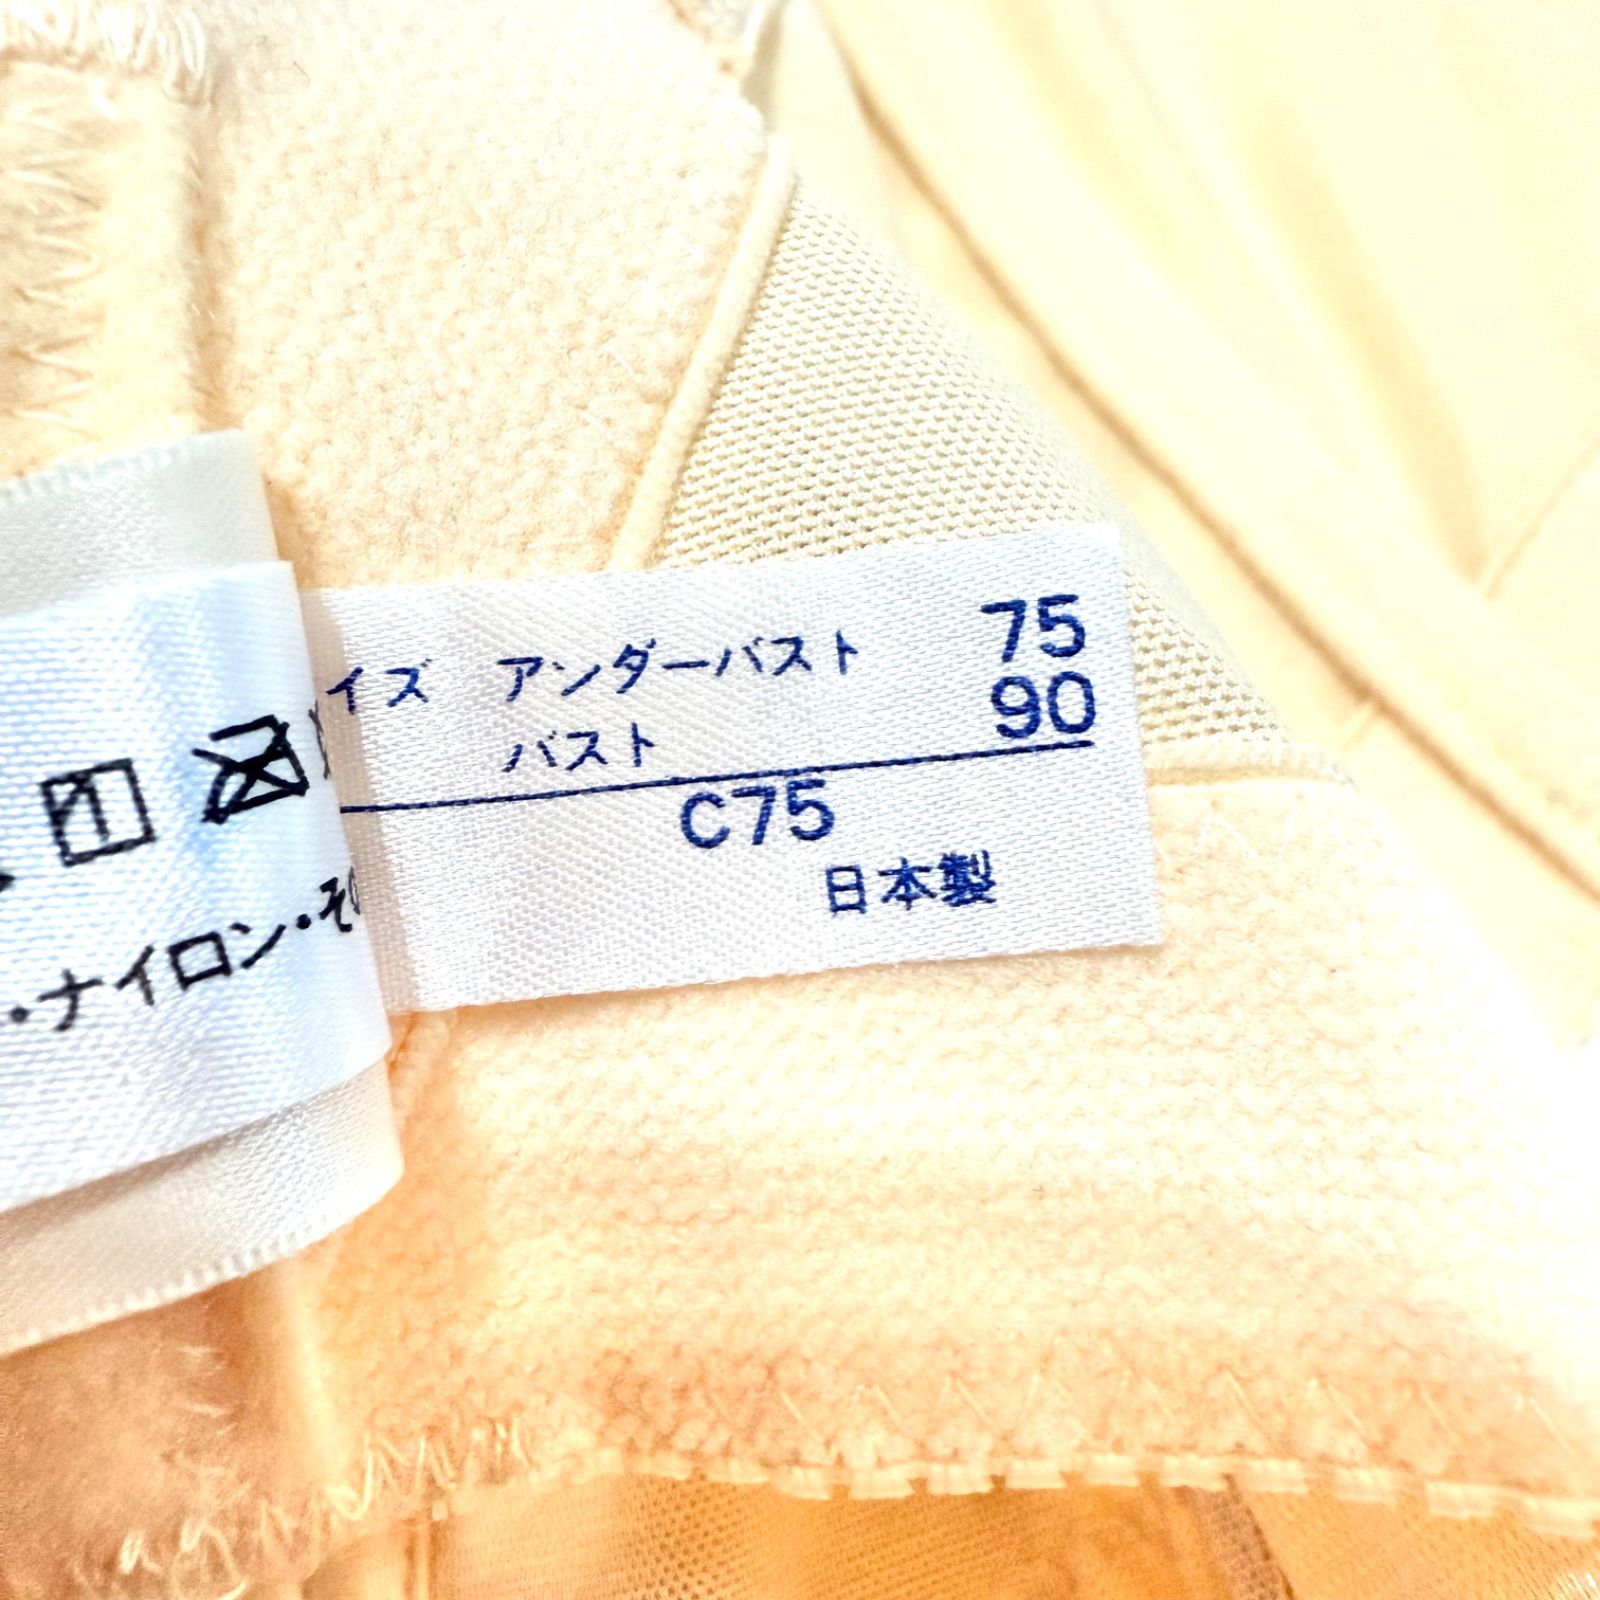 イズ アンダーバスト 75
バスト 90
C75
日本製
・ナイロン・その